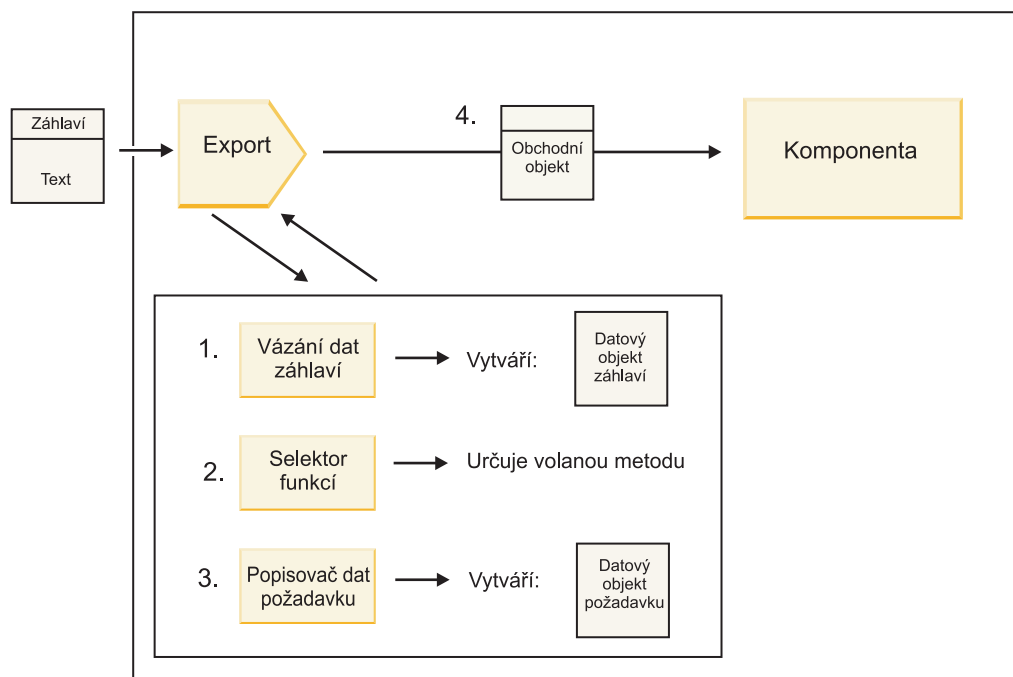 Záhlaví
Text
Export
4.
Obchodní
objekt
Komponenta
1.
Vázání dat
záhlaví
Vytváří:
Datový
objekt
záhlaví
2.
Selektor
funkcí
Určuje volanou metodu
3.
Popisovač dat
požadavku
Vytváří:
Datový
objekt
požadavku